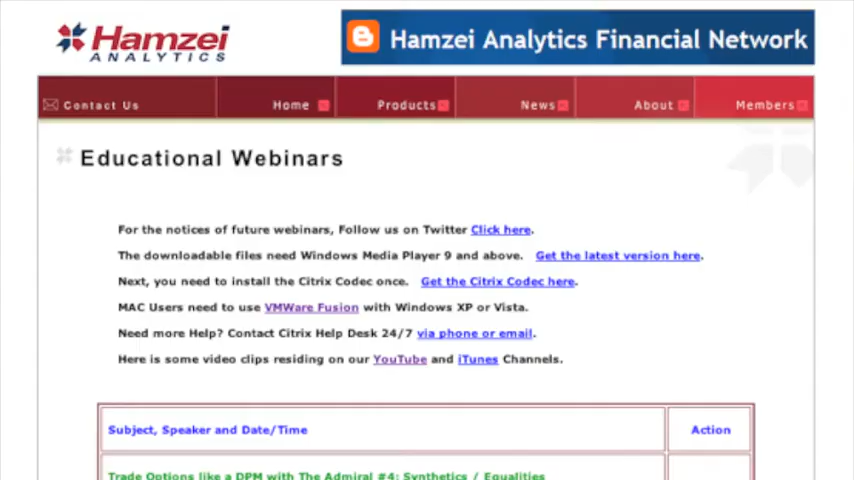 Hamzei
ANALYTICS
Hamzei Analytics Financial Network
Contact Us Home Products News About Members
Educational Webinars
For the notices of future webinars, Follow us on Twitter Click here.
The downloadable files need Windows Media Player 9 and above. Get the latest version here.
Next, you need to install the Citrix Codec once. Get the Citrix Codec here.
MAC Users need to use VMWare Fusion with Windows XP or Vista.
Need more Help? Contact Citrix Help Desk 24/7 via phone or email.
Here is some video clips residing on our YouTube and iTunes Channels.
Subject, Speaker and Date/Time Action
Trade Options like a DPM with The Admiral #4: Synthetics / Equalities